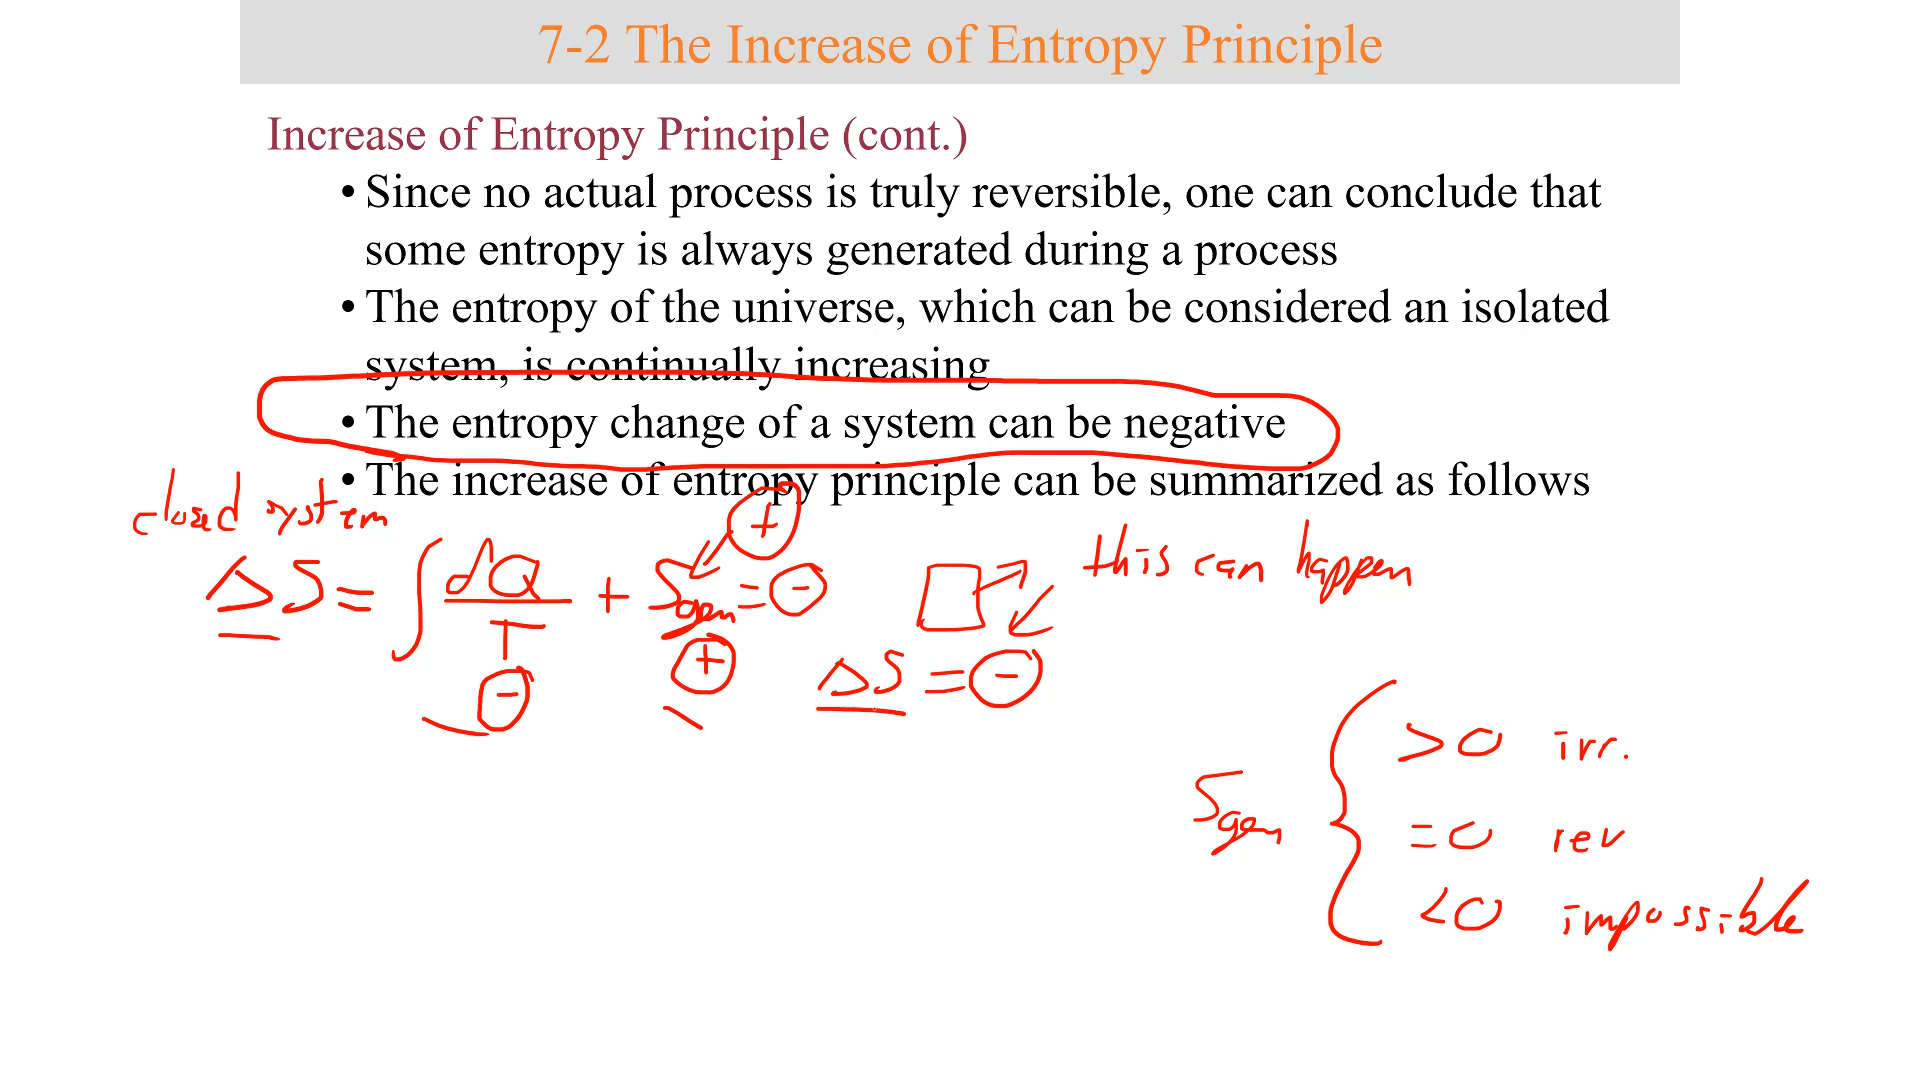 7-2 The Increase of Entropy Principle
Increase of Entropy Principle (cont.)
• Since no actual process is truly reversible, one can conclude that
some entropy is always generated during a process
• The entropy of the universe, which can be considered an isolated
system, is continually increasing
• The entropy change of a system can be negative
• The increase of entropy principle can be summarized as follows
closed system
ΔS = ∫ dQ/T + Sgen = -
+
- +
this can happen
ΔS = -
Sgen { > 0 irr.
= 0 rev
< 0 impossible